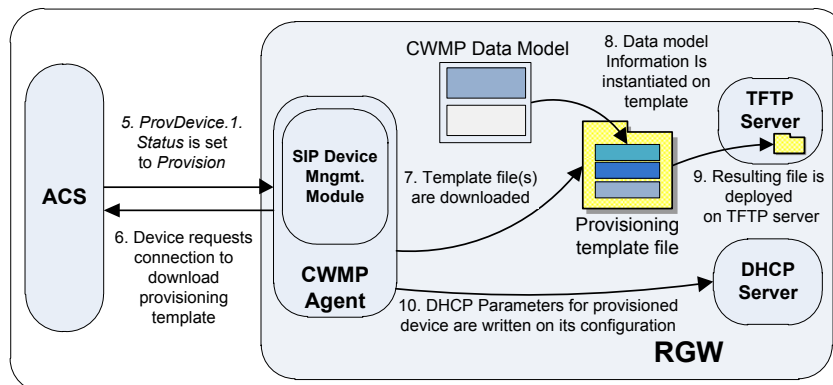 ACS
5. ProvDevice.1.
Status is set
to Provision
6. Device requests
connection to
download
provisioning
template
SIP Device
Mngmt.
Module
CWMP
Agent
CWMP Data Model
7. Template file(s)
are downloaded
8. Data model
Information Is
instantiated on
template
Provisioning
template file
TFTP
Server
9. Resulting file is
deployed
on TFTP server
10. DHCP Parameters for provisioned
device are written on its configuration
DHCP
Server
RGW